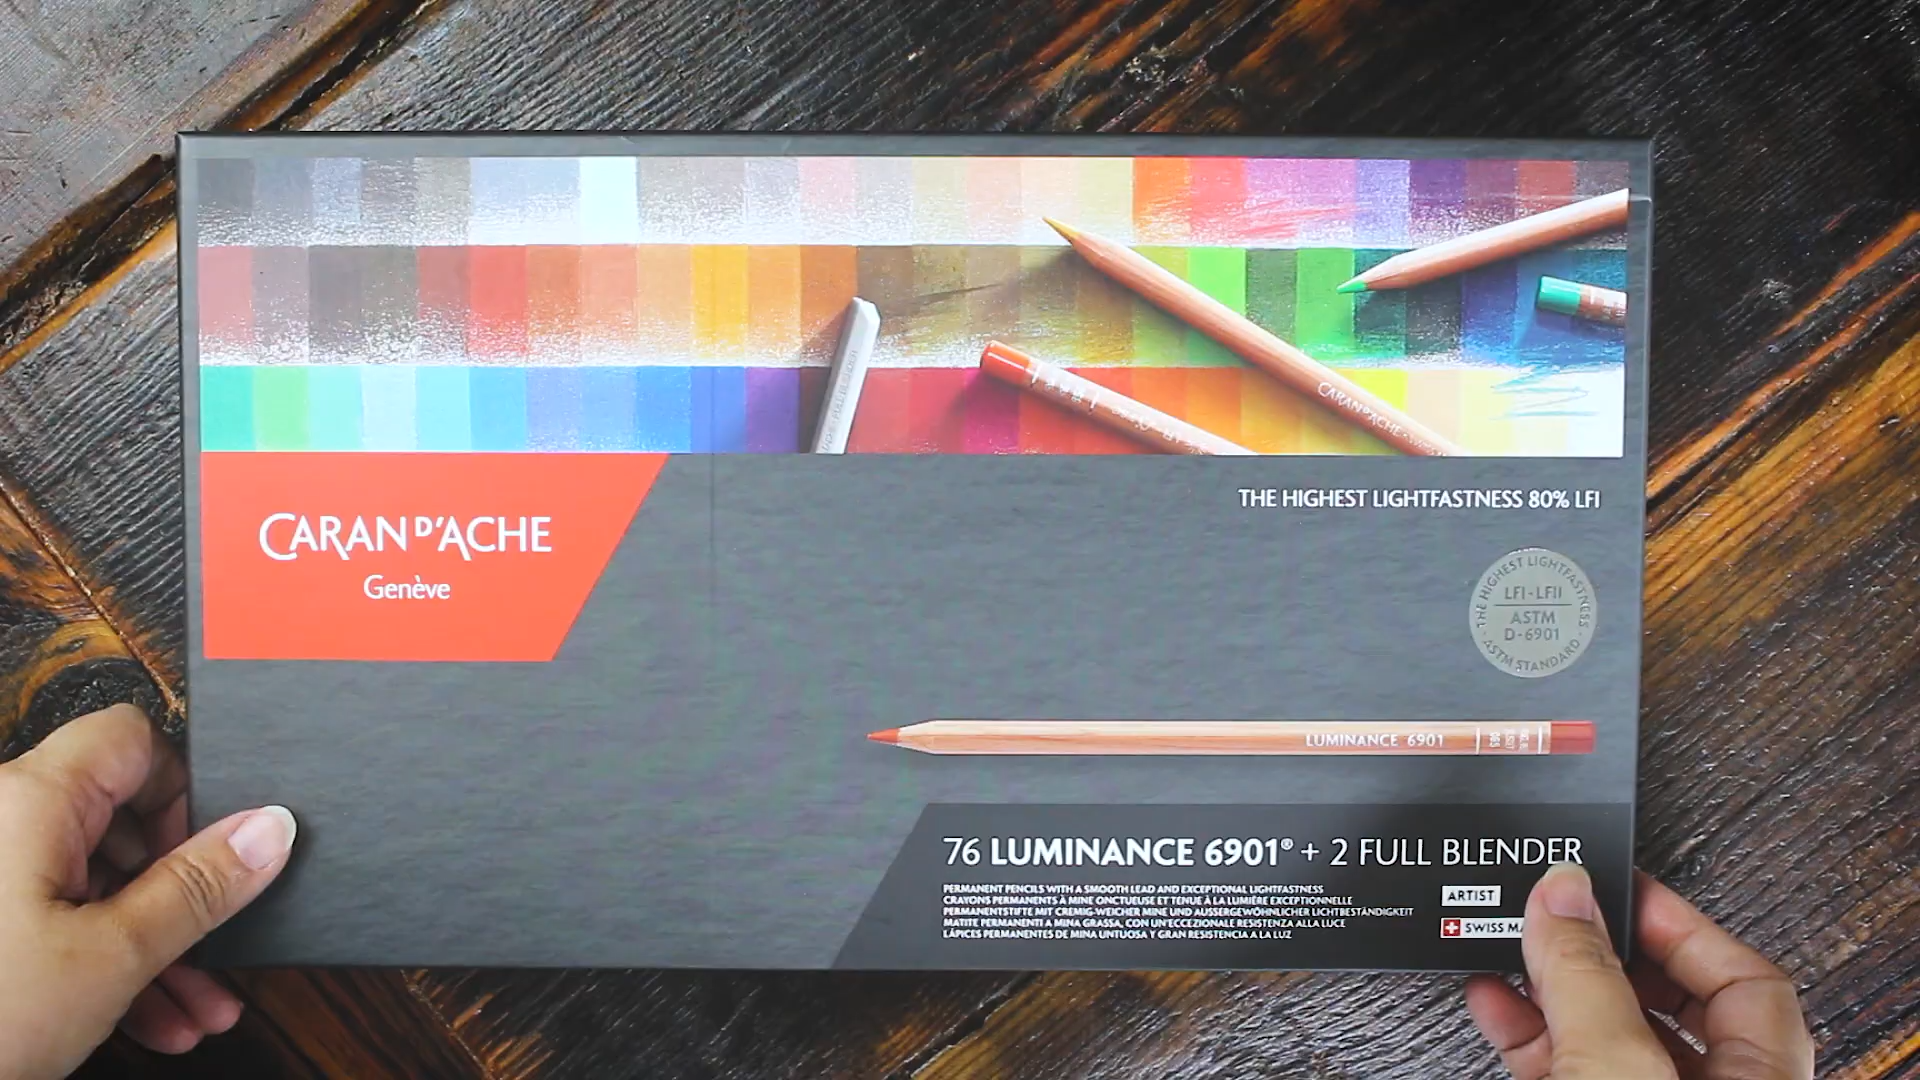 CARAN D'ACHE
CARAN D'ACHE
Genève
THE HIGHEST LIGHTFASTNESS 80% LFI
THE HIGHEST LIGHTFASTNESS
LFI-LFII
ASTM
D-6901
ASTM STANDARD
LUMINANCE 6901
76 LUMINANCE 6901® + 2 FULL BLENDER
PERMANENT PENCILS WITH A SMOOTH LEAD AND EXCEPTIONAL LIGHTFASTNESS
CRAYONS PERMANENTS À MINE ONCTUEUSE ET TENUE À LA LUMIÈRE EXCEPTIONNELLE
PERMANENTSTIFTE MIT CREMIG-WEICHER MINE UND AUSSERGEWÖHNLICHER LICHTBESTÄNDIGKEIT
MATITE PERMANENTI A MINA GRASSA, CON UN'ECCEZIONALE RESISTENZA ALLA LUCE
LÁPICES PERMANENTES DE MINA UNTUOSA Y GRAN RESISTENCIA A LA LUZ
ARTIST
SWISS